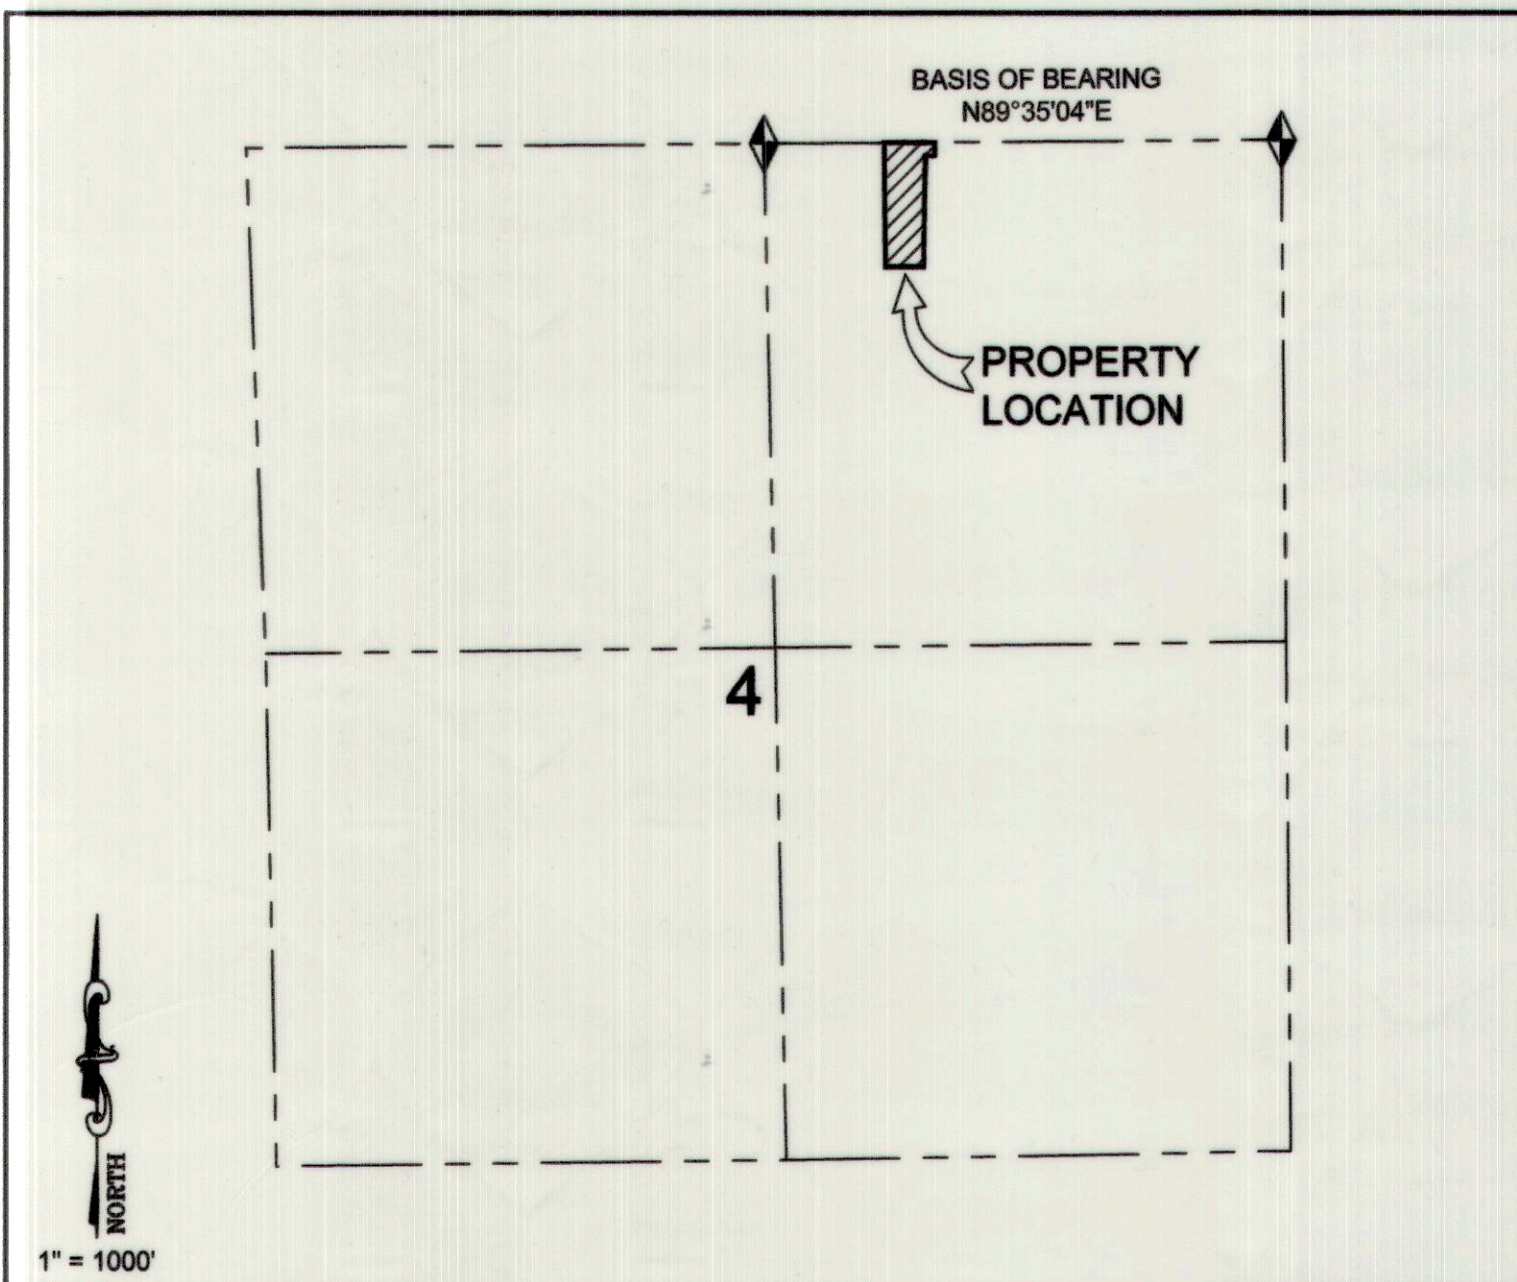 BASIS OF BEARING
N89°35'04"E
PROPERTY
LOCATION
4
NORTH
1" = 1000'